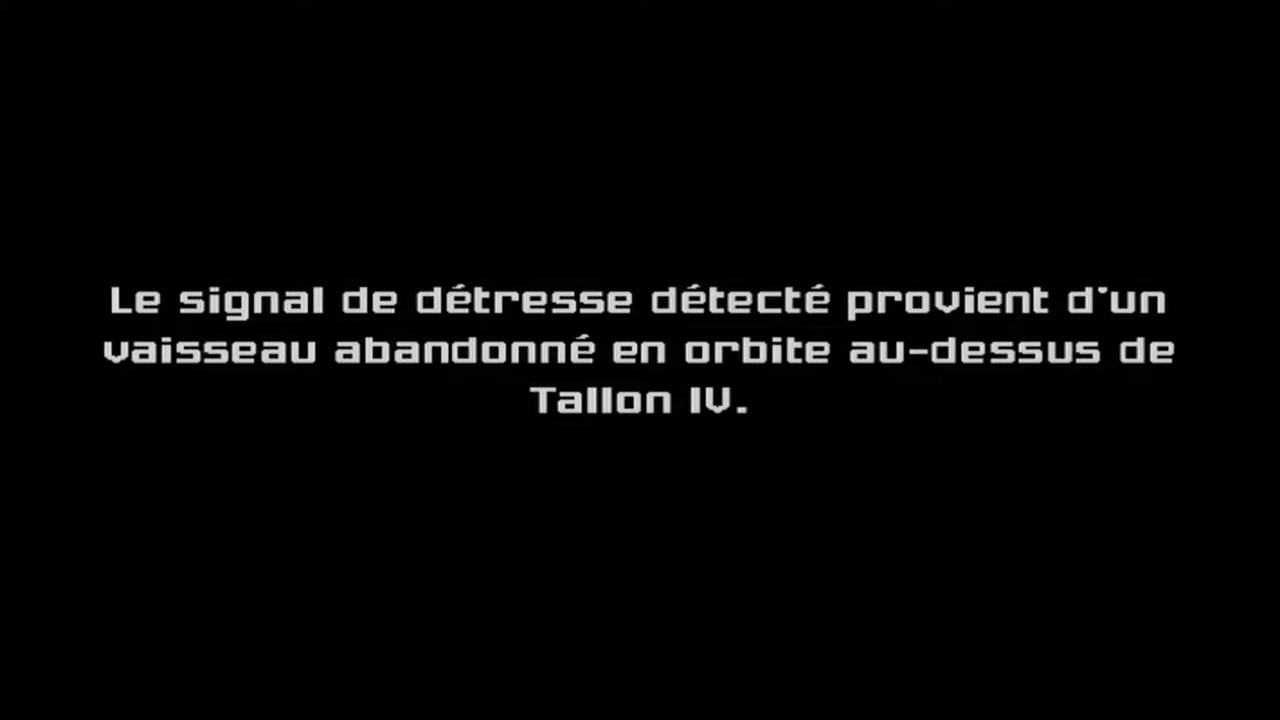 Le signal de détresse détecté provient d'un
vaisseau abandonné en orbite au-dessus de
Tallon IV.